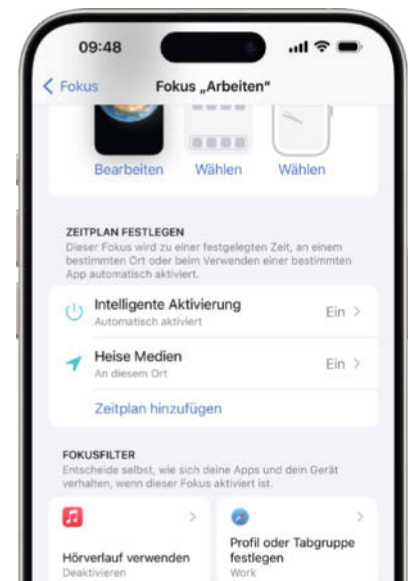 09:48
Fokus
Fokus „Arbeiten"
Bearbeiten
Wählen
Wählen
ZEITPLAN FESTLEGEN
Dieser Fokus wird zu einer festgelegten Zeit, an einem
bestimmten Ort oder beim Verwenden einer bestimmten
App automatisch aktiviert.
Intelligente Aktivierung
Automatisch aktiviert
Ein
Heise Medien
An diesem Ort
Ein
Zeitplan hinzufügen
FOKUSFILTER
Entscheide selbst, wie sich deine Apps und dein Gerät
verhalten, wenn dieser Fokus aktiviert ist.
Hörverlauf verwenden
Deaktivieren
Profil oder Tabgruppe
festlegen
Work